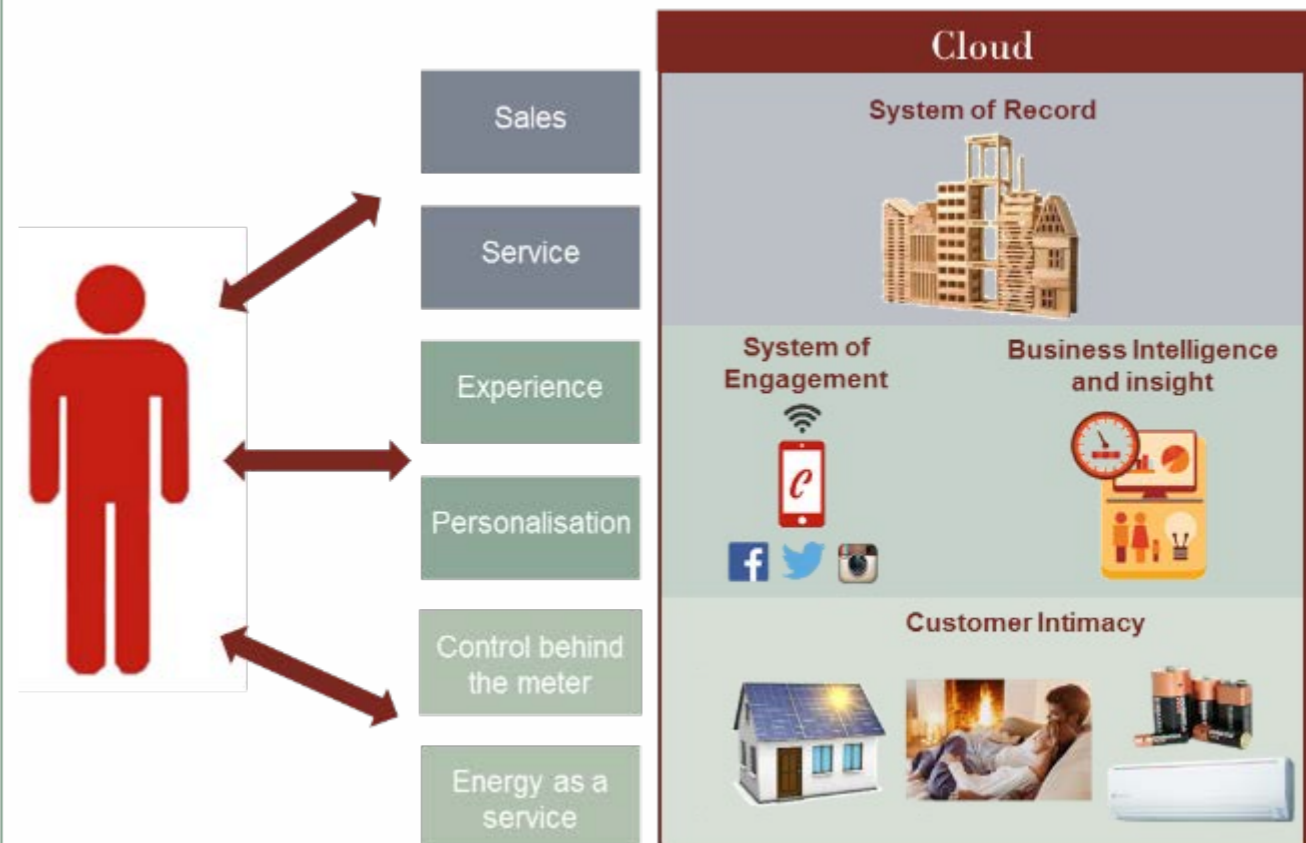 Cloud
Sales
Service
Experience
Personalisation
Control behind
the meter
Energy as a
service
System of Record
System of
Engagement
Business Intelligence
and insight
C
f
Customer Intimacy